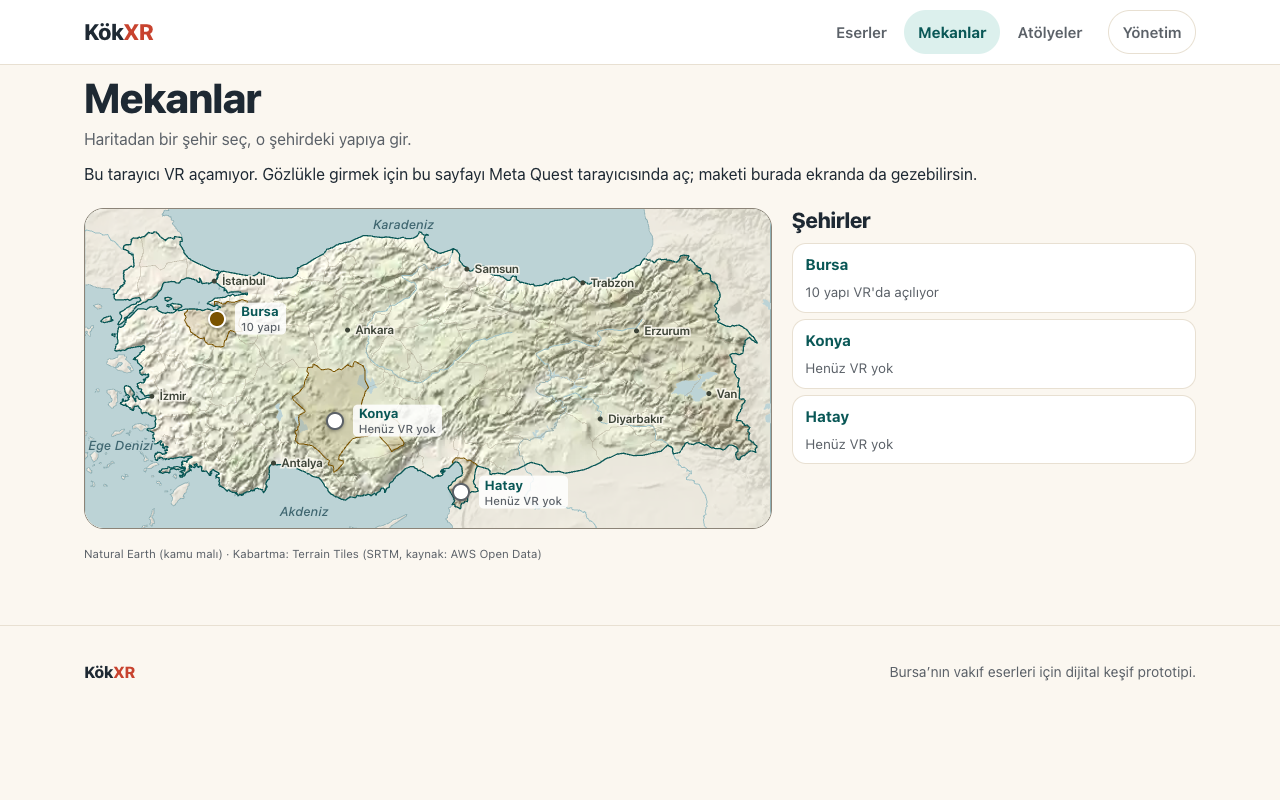 KökXR
Eserler
Mekanlar
Atölyeler
Yönetim
Mekanlar
Haritadan bir şehir seç, o şehirdeki yapıya gir.
Bu tarayıcı VR açamıyor. Gözlükle girmek için bu sayfayı Meta Quest tarayıcısında aç; maketi burada ekranda da gezebilirsin.
Karadeniz
Samsun
İstanbul
Trabzon
Bursa
10 yapı
Ankara
Erzurum
İzmir
Van
Konya
Henüz VR yok
Diyarbakır
Ege Denizi
Antalya
Hatay
Henüz VR yok
Akdeniz
Şehirler
Bursa
10 yapı VR'da açılıyor
Konya
Henüz VR yok
Hatay
Henüz VR yok
Natural Earth (kamu malı) · Kabartma: Terrain Tiles (SRTM, kaynak: AWS Open Data)
KökXR
Bursa’nın vakıf eserleri için dijital keşif prototipi.